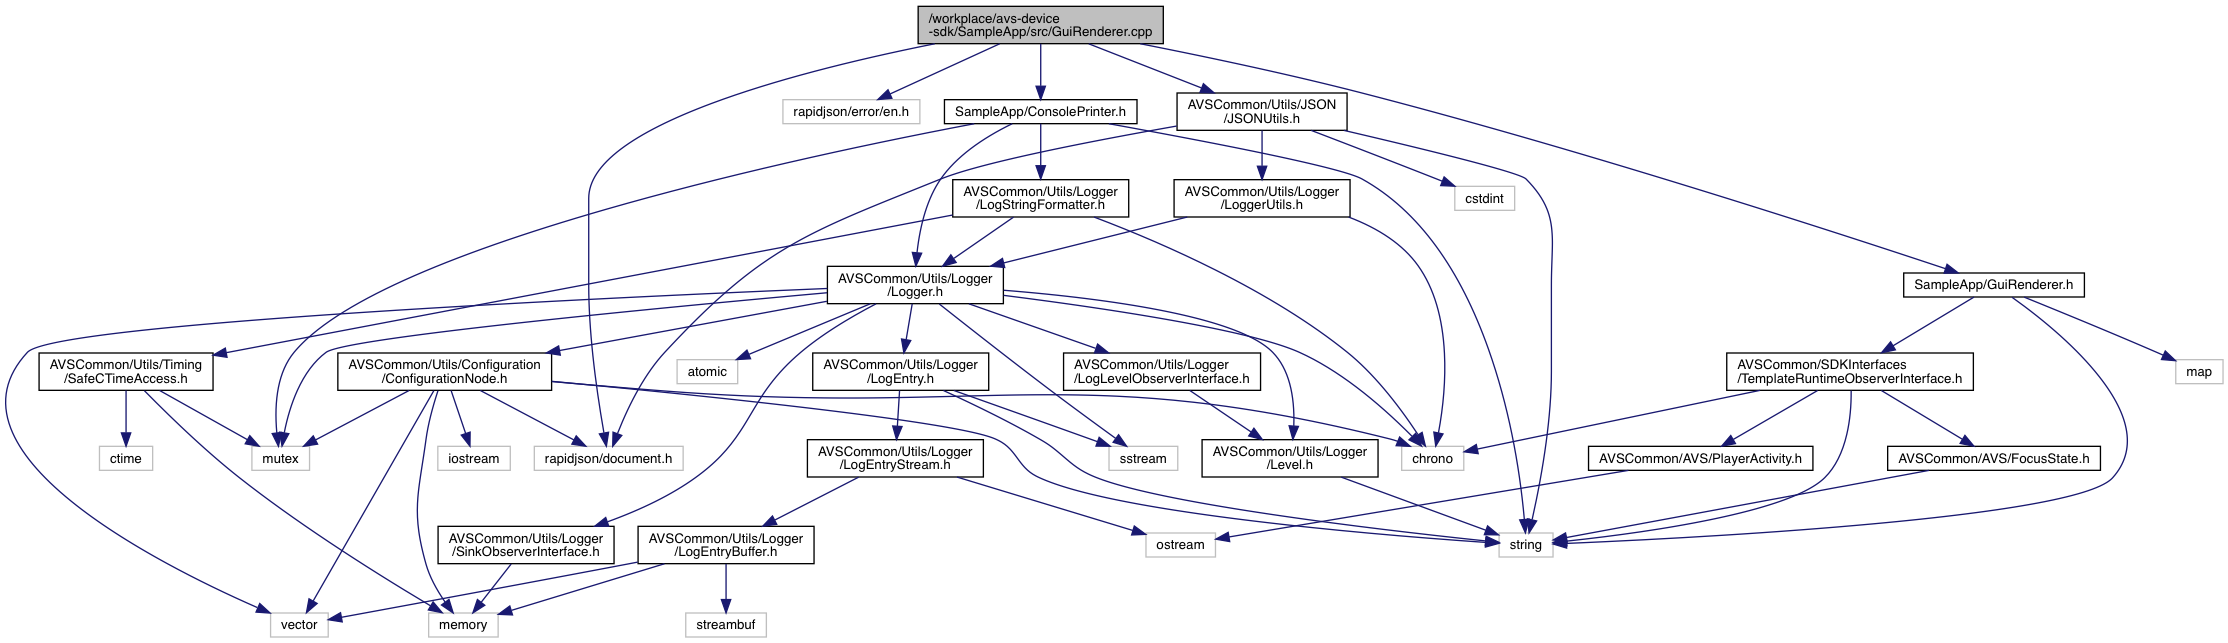 /workplace/avs-device
-sdk/SampleApp/src/GuiRenderer.cpp
rapidjson/error/en.h
SampleApp/ConsolePrinter.h
AVSCommon/Utils/JSON
/JSONUtils.h
AVSCommon/Utils/Logger
/LogStringFormatter.h
AVSCommon/Utils/Logger
/LoggerUtils.h
cstdint
AVSCommon/Utils/Logger
/Logger.h
SampleApp/GuiRenderer.h
AVSCommon/Utils/Timing
/SafeCTimeAccess.h
AVSCommon/Utils/Configuration
/ConfigurationNode.h
atomic
AVSCommon/Utils/Logger
/LogEntry.h
AVSCommon/Utils/Logger
/LogLevelObserverInterface.h
AVSCommon/SDKInterfaces
/TemplateRuntimeObserverInterface.h
map
ctime
mutex
iostream
rapidjson/document.h
AVSCommon/Utils/Logger
/LogEntryStream.h
sstream
AVSCommon/Utils/Logger
/Level.h
chrono
AVSCommon/AVS/PlayerActivity.h
AVSCommon/AVS/FocusState.h
AVSCommon/Utils/Logger
/SinkObserverInterface.h
AVSCommon/Utils/Logger
/LogEntryBuffer.h
ostream
string
vector
memory
streambuf